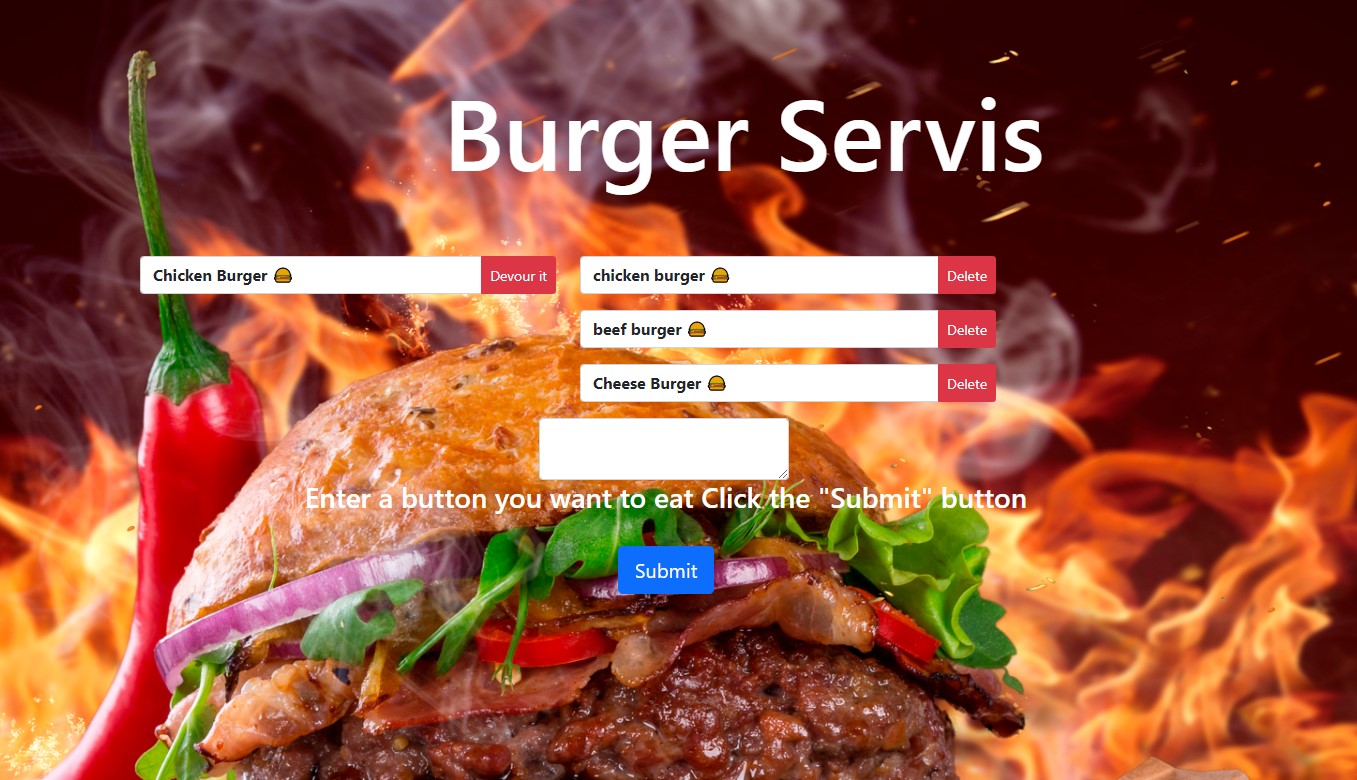 Burger Servis
Chicken Burger 🍔 Devour it
chicken burger 🍔 Delete
beef burger 🍔 Delete
Cheese Burger 🍔 Delete
Enter a button you want to eat Click the "Submit" button
Submit